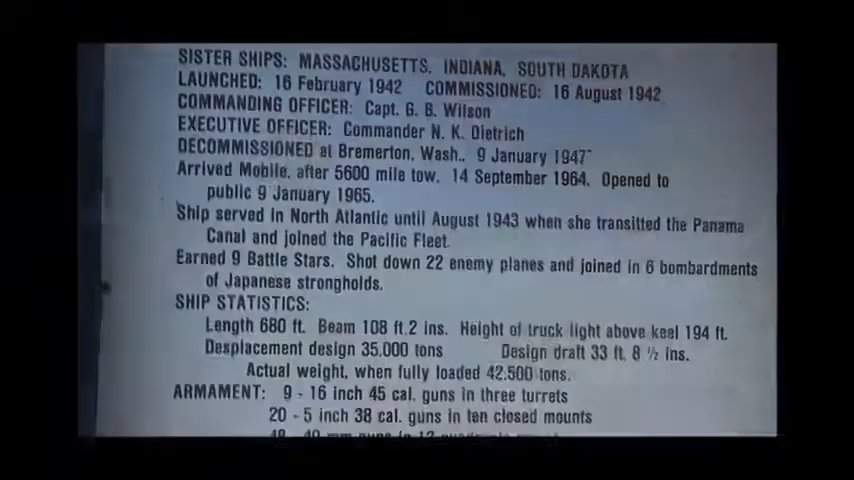 SISTER SHIPS: MASSACHUSETTS, INDIANA, SOUTH DAKOTA
LAUNCHED: 16 February 1942 COMMISSIONED: 16 August 1942
COMMANDING OFFICER: Capt. G. B. Wilson
EXECUTIVE OFFICER: Commander N. K. Dietrich
DECOMMISSIONED at Bremerton, Wash., 9 January 1947
Arrived Mobile, after 5600 mile tow, 14 September 1964. Opened to
public 9 January 1965.
Ship served in North Atlantic until August 1943 when she transitted the Panama
Canal and joined the Pacific Fleet.
Earned 9 Battle Stars. Shot down 22 enemy planes and joined in 6 bombardments
of Japanese strongholds.
SHIP STATISTICS:
Length 680 ft. Beam 108 ft. 2 ins. Height of truck light above keel 194 ft.
Desplacement design 35,000 tons Design draft 33 ft. 8 ½ ins.
Actual weight, when fully loaded 42,500 tons.
ARMAMENT: 9 - 16 inch 45 cal. guns in three turrets
20 - 5 inch 38 cal. guns in ten closed mounts
48 40 mm guns in 12